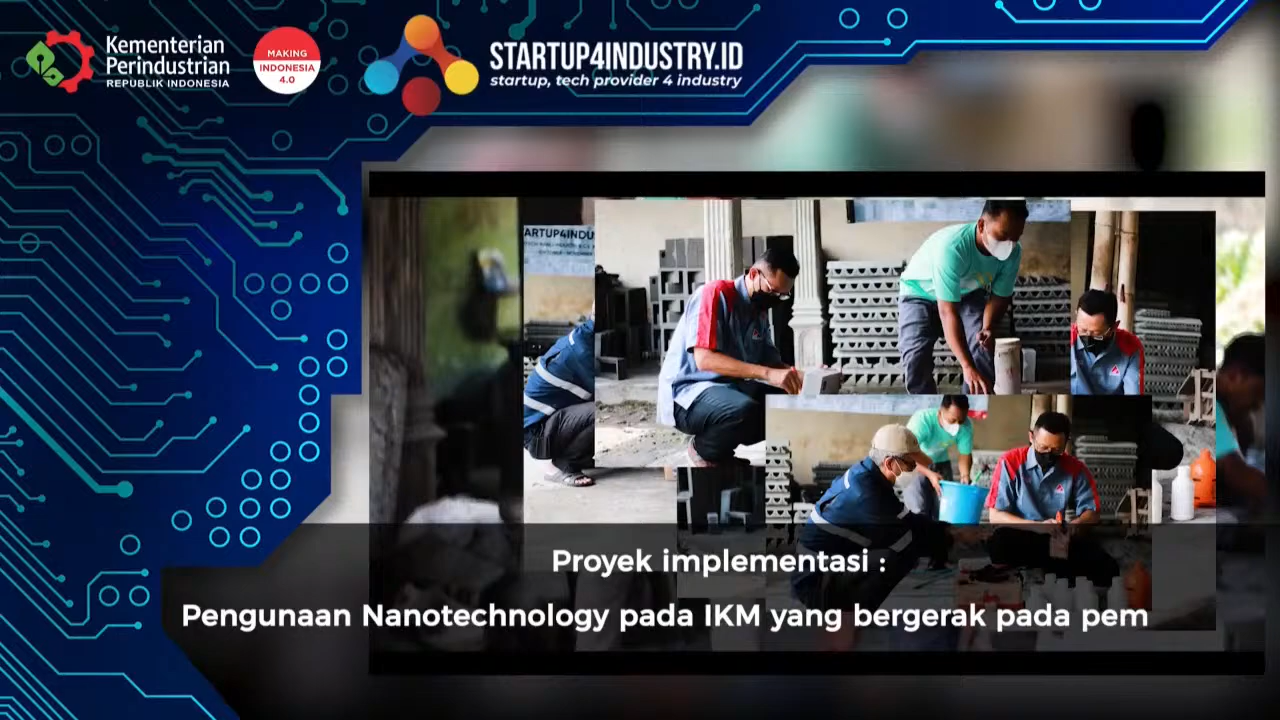 Kementerian
Perindustrian
REPUBLIK INDONESIA
MAKING
INDONESIA
4.0
STARTUP4INDUSTRY.ID
startup, tech provider 4 industry
ARTUP4INDU
Proyek implementasi :
Pengunaan Nanotechnology pada IKM yang bergerak pada pem